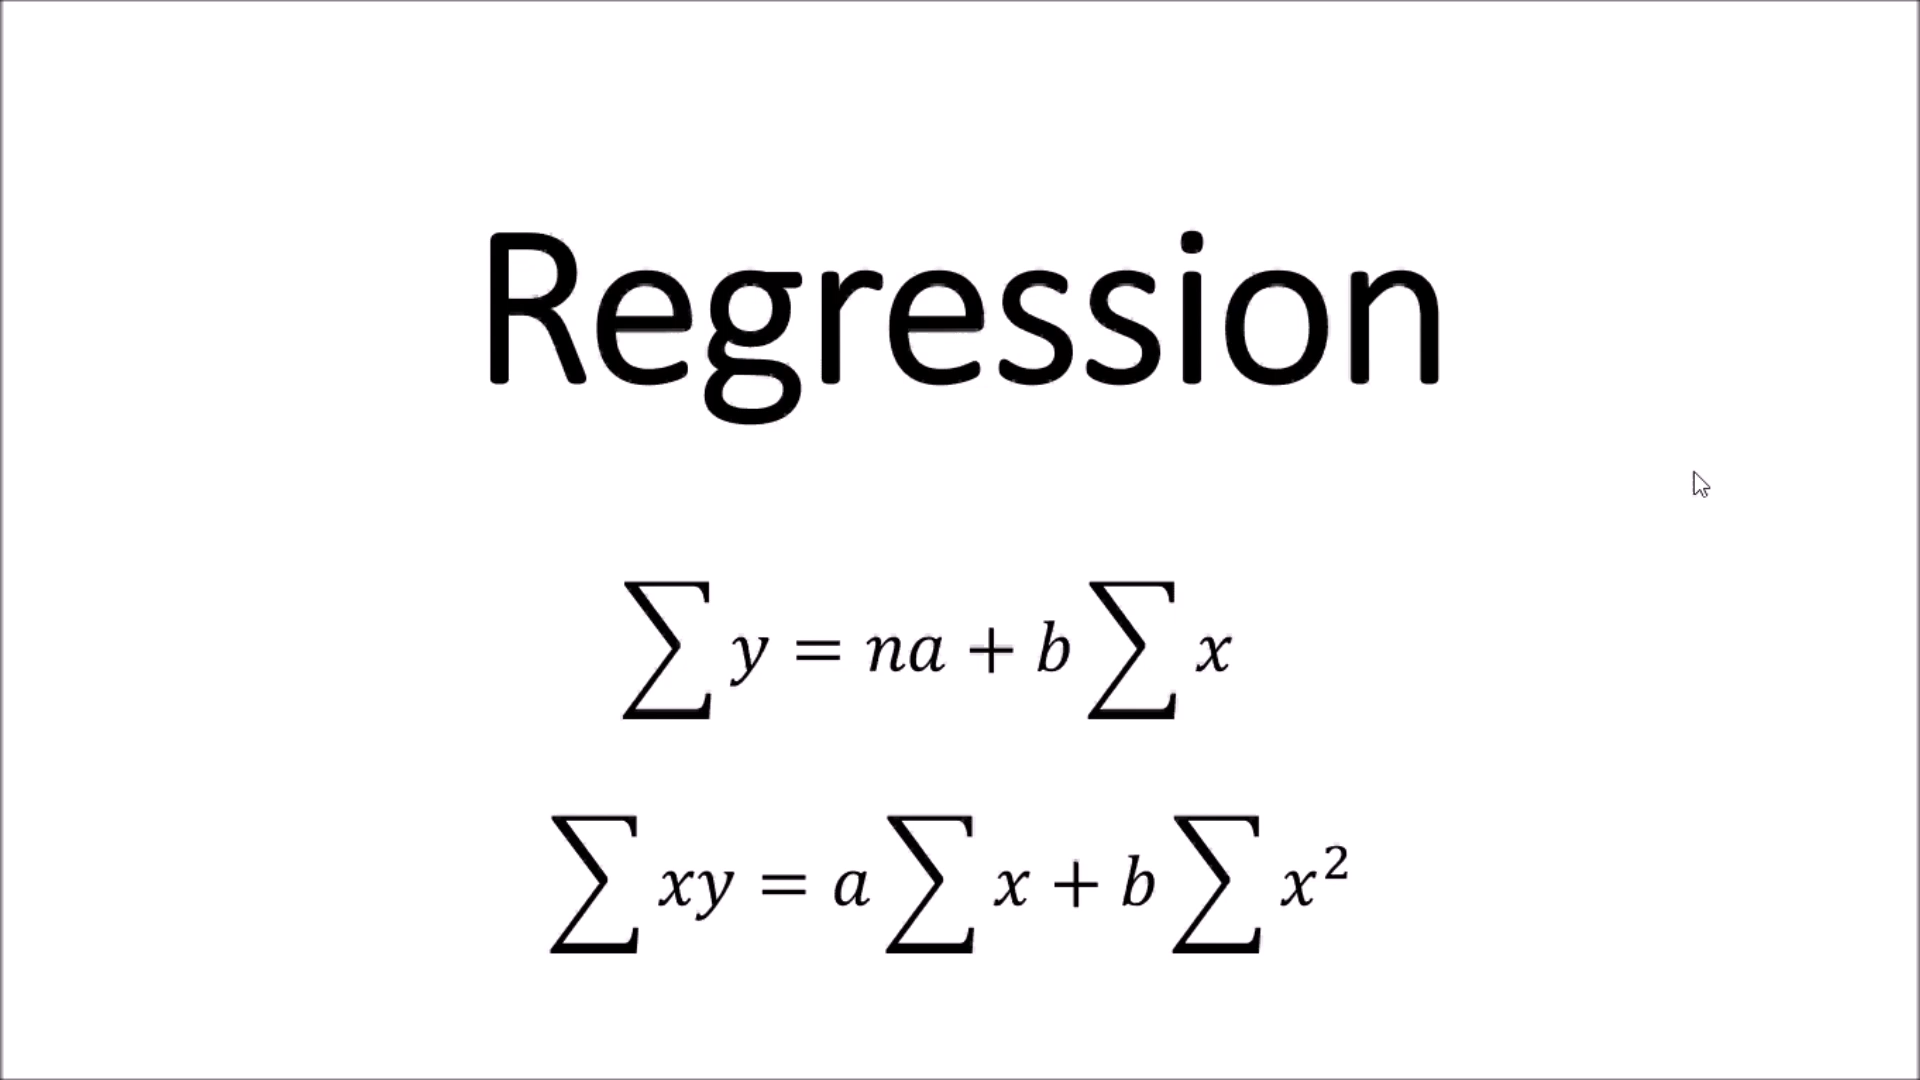 Regression
∑ y = na + b ∑ x
∑ xy = a ∑ x + b ∑ x²